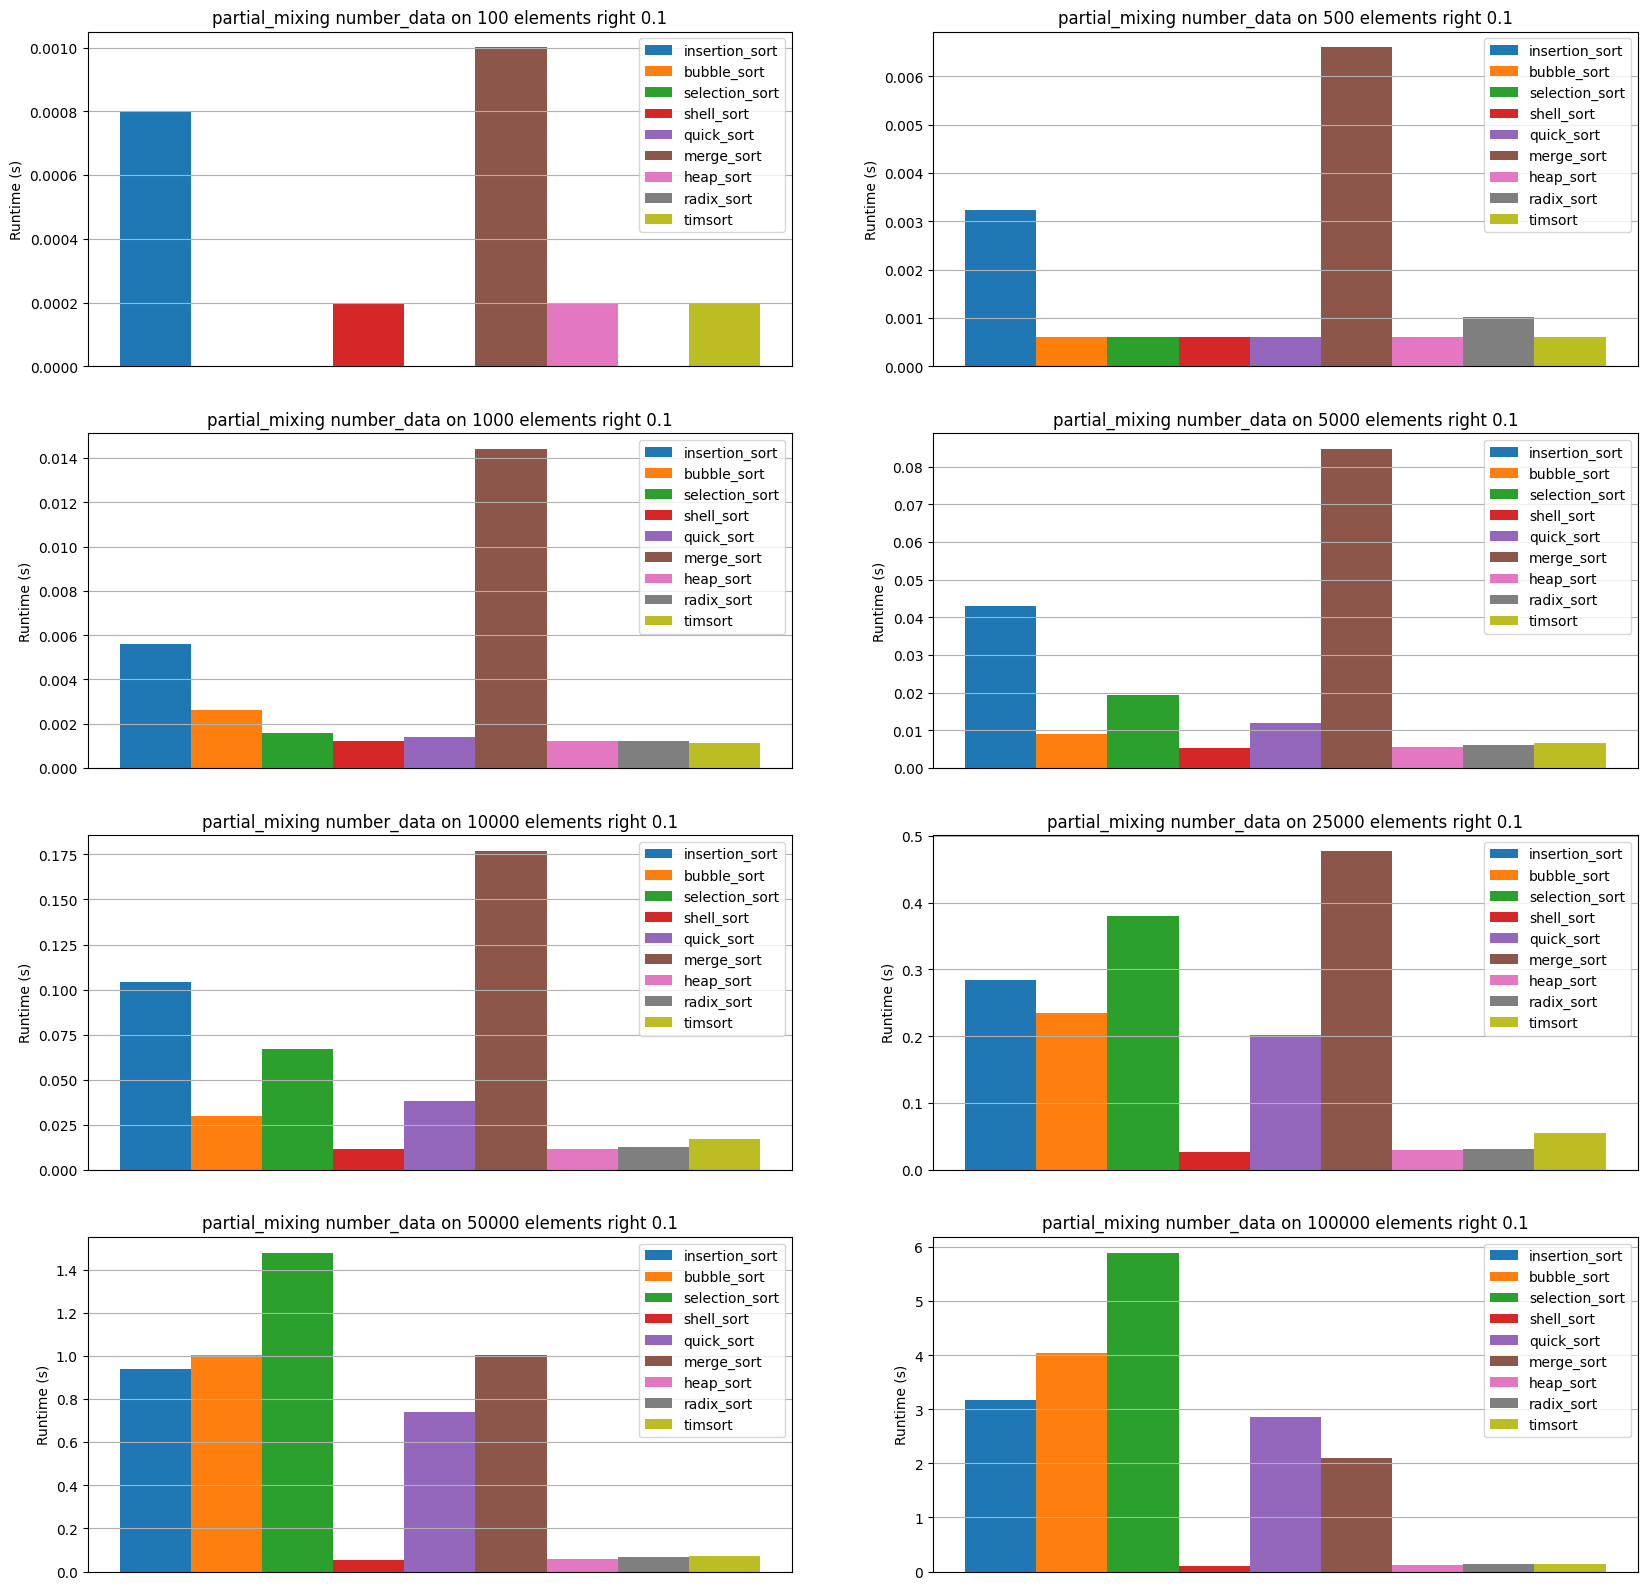 partial_mixing number_data on 100 elements right 0.1
Runtime (s)
0.0010
0.0008
0.0006
0.0004
0.0002
0.0000
insertion_sort
bubble_sort
selection_sort
shell_sort
quick_sort
merge_sort
heap_sort
radix_sort
timsort
partial_mixing number_data on 500 elements right 0.1
Runtime (s)
0.006
0.005
0.004
0.003
0.002
0.001
0.000
insertion_sort
bubble_sort
selection_sort
shell_sort
quick_sort
merge_sort
heap_sort
radix_sort
timsort
partial_mixing number_data on 1000 elements right 0.1
Runtime (s)
0.014
0.012
0.010
0.008
0.006
0.004
0.002
0.000
insertion_sort
bubble_sort
selection_sort
shell_sort
quick_sort
merge_sort
heap_sort
radix_sort
timsort
partial_mixing number_data on 5000 elements right 0.1
Runtime (s)
0.08
0.07
0.06
0.05
0.04
0.03
0.02
0.01
0.00
insertion_sort
bubble_sort
selection_sort
shell_sort
quick_sort
merge_sort
heap_sort
radix_sort
timsort
partial_mixing number_data on 10000 elements right 0.1
Runtime (s)
0.175
0.150
0.125
0.100
0.075
0.050
0.025
0.000
insertion_sort
bubble_sort
selection_sort
shell_sort
quick_sort
merge_sort
heap_sort
radix_sort
timsort
partial_mixing number_data on 25000 elements right 0.1
Runtime (s)
0.5
0.4
0.3
0.2
0.1
0.0
insertion_sort
bubble_sort
selection_sort
shell_sort
quick_sort
merge_sort
heap_sort
radix_sort
timsort
partial_mixing number_data on 50000 elements right 0.1
Runtime (s)
1.4
1.2
1.0
0.8
0.6
0.4
0.2
0.0
insertion_sort
bubble_sort
selection_sort
shell_sort
quick_sort
merge_sort
heap_sort
radix_sort
timsort
partial_mixing number_data on 100000 elements right 0.1
Runtime (s)
6
5
4
3
2
1
0
insertion_sort
bubble_sort
selection_sort
shell_sort
quick_sort
merge_sort
heap_sort
radix_sort
timsort